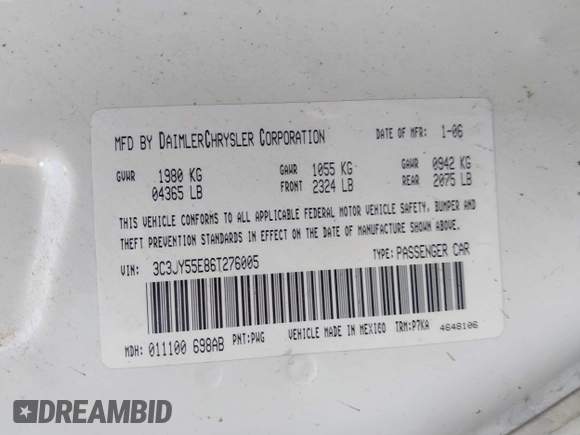 MFD BY DAIMLERCHRYSLER CORPORATION DATE OF MFR: 1-06
GVWR 1980 KG GAWR 1055 KG GAWR 0942 KG
04365 LB FRONT 2324 LB REAR 2075 LB
THIS VEHICLE CONFORMS TO ALL APPLICABLE FEDERAL MOTOR VEHICLE SAFETY, BUMPER AND
THEFT PREVENTION STANDARDS IN EFFECT ON THE DATE OF MANUFACTURE SHOWN ABOVE.
VIN: 3C3JY55E86T276005 TYPE: PASSENGER CAR
MDH: 011100 698AB PNT: PWG VEHICLE MADE IN MEXICO TRM: P7KA 4648106
DREAMBID